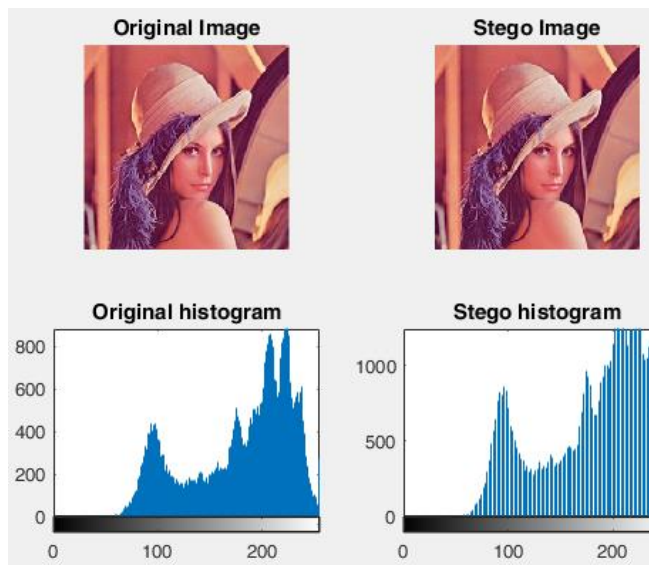 Original Image
Stego Image
Original histogram
Stego histogram
800
600
400
200
0
0 100 200
1000
500
0
0 100 200